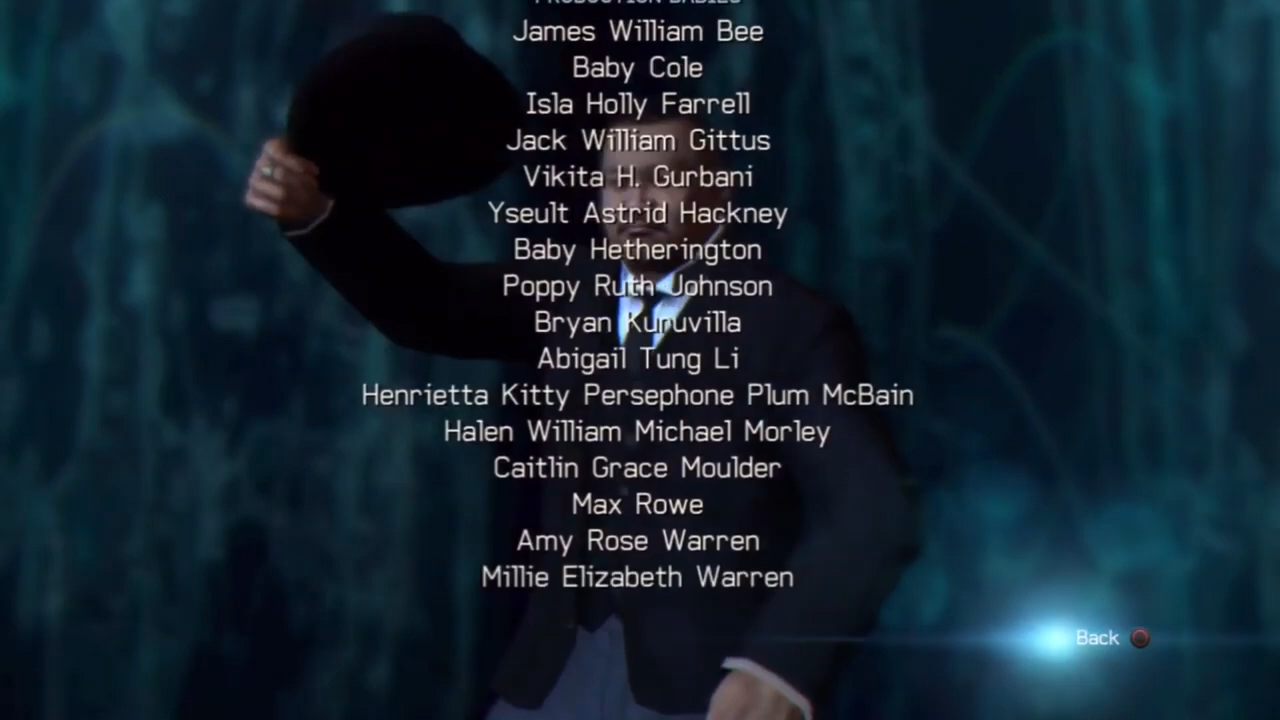 PRODUCTION BABIES
James William Bee
Baby Cole
Isla Holly Farrell
Jack William Gittus
Vikita H. Gurbani
Yseult Astrid Hackney
Baby Hetherington
Poppy Ruth Johnson
Bryan Kuruvilla
Abigail Tung Li
Henrietta Kitty Persephone Plum McBain
Halen William Michael Morley
Caitlin Grace Moulder
Max Rowe
Amy Rose Warren
Millie Elizabeth Warren
Back